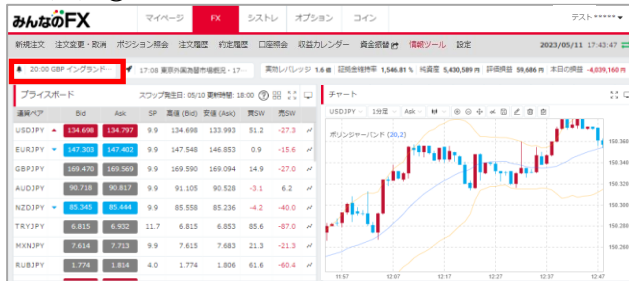 みんなのFX マイページ FX シストレ オプション コイン テスト*****
新規注文 注文変更・取消 ポジション照会 注文履歴 約定履歴 口座照会 収益カレンダー 資金振替 情報ツール 設定 2023/05/11 17:43:47
20:00 GBP イングランド… 17:08 東京外国為替市場概況・17… 実効レバレッジ 1.6 倍 証拠金維持率 1,546.81 % 純資産 5,430,589 円 評価損益 59,686 円 本日の損益 -4,039,160 円
プライスボード スワップ発生日: 05/10 更新時間: 18:00 チャート
通貨ペア Bid Ask SP 高値 (Bid) 安値 (Ask) 買SW 売SW USDJPY 1分足 Ask
USDJPY 134.698 134.797 9.9 134.698 133.993 51.2 -27.3
ボリンジャーバンド (20,2)
EURJPY 147.303 147.402 9.9 147.548 146.853 0.9 -15.6
GBPJPY 169.470 169.569 9.9 169.590 169.094 14.9 -27.0
AUDJPY 90.718 90.817 9.9 91.105 90.528 -3.1 6.2
NZDJPY 85.345 85.444 9.9 85.558 85.236 -4.2 -40.0
TRYJPY 6.815 6.932 11.7 6.815 6.853 85.6 -87.0
MXNJPY 7.614 7.713 9.9 7.615 7.683 21.3 -21.3
RUBJPY 1.774 1.814 4.0 1.774 1.806 61.6 -60.4
150.360
150.340
150.320
150.300
150.280
150.260
11:57 12:07 12:17 12:27 12:37 12:47